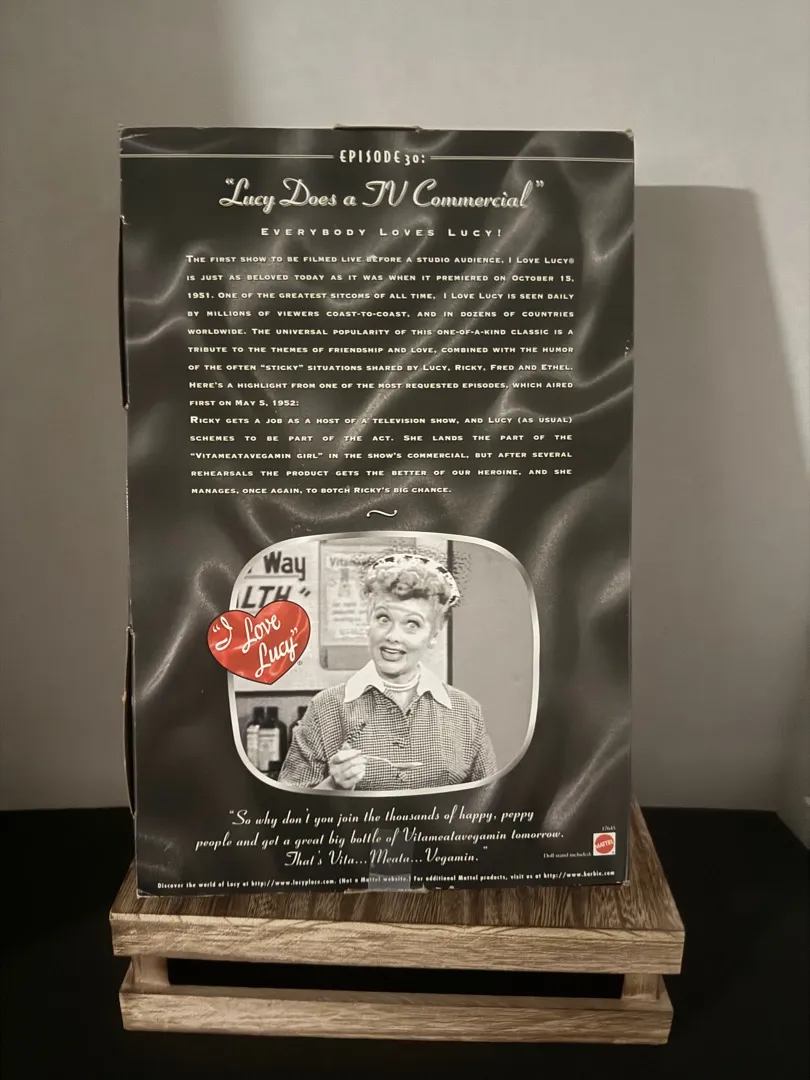 EPISODE 30:
"Lucy Does a TV Commercial"
EVERYBODY LOVES LUCY!
THE FIRST SHOW TO BE FILMED LIVE BEFORE A STUDIO AUDIENCE, I LOVE LUCY®
IS JUST AS BELOVED TODAY AS IT WAS WHEN IT PREMIERED ON OCTOBER 15,
1951. ONE OF THE GREATEST SITCOMS OF ALL TIME, I LOVE LUCY IS SEEN DAILY
BY MILLIONS OF VIEWERS COAST-TO-COAST, AND IN DOZENS OF COUNTRIES
WORLDWIDE. THE UNIVERSAL POPULARITY OF THIS ONE-OF-A-KIND CLASSIC IS A
TRIBUTE TO THE THEMES OF FRIENDSHIP AND LOVE, COMBINED WITH THE HUMOR
OF THE OFTEN "STICKY" SITUATIONS SHARED BY LUCY, RICKY, FRED AND ETHEL.
HERE'S A HIGHLIGHT FROM ONE OF THE MOST REQUESTED EPISODES, WHICH AIRED
FIRST ON MAY 5, 1952:
RICKY GETS A JOB AS A HOST OF A TELEVISION SHOW, AND LUCY (AS USUAL)
SCHEMES TO BE PART OF THE ACT. SHE LANDS THE PART OF THE
"VITAMEATAVEGAMIN GIRL" IN THE SHOW'S COMMERCIAL, BUT AFTER SEVERAL
REHEARSALS THE PRODUCT GETS THE BETTER OF OUR HEROINE, AND SHE
MANAGES, ONCE AGAIN, TO BOTCH RICKY'S BIG CHANCE.
Way
LTH"
"I Love
Lucy"®
"So why don't you join the thousands of happy, peppy
people and get a great big bottle of Vitameatavegamin tomorrow.
That's Vita...Meata...Vegamin."
17645
Doll stand included.
MATTEL
Discover the world of Lucy at http://www.lucyplace.com. (Not a Mattel website.) For additional Mattel products, visit us at http://www.barbie.com